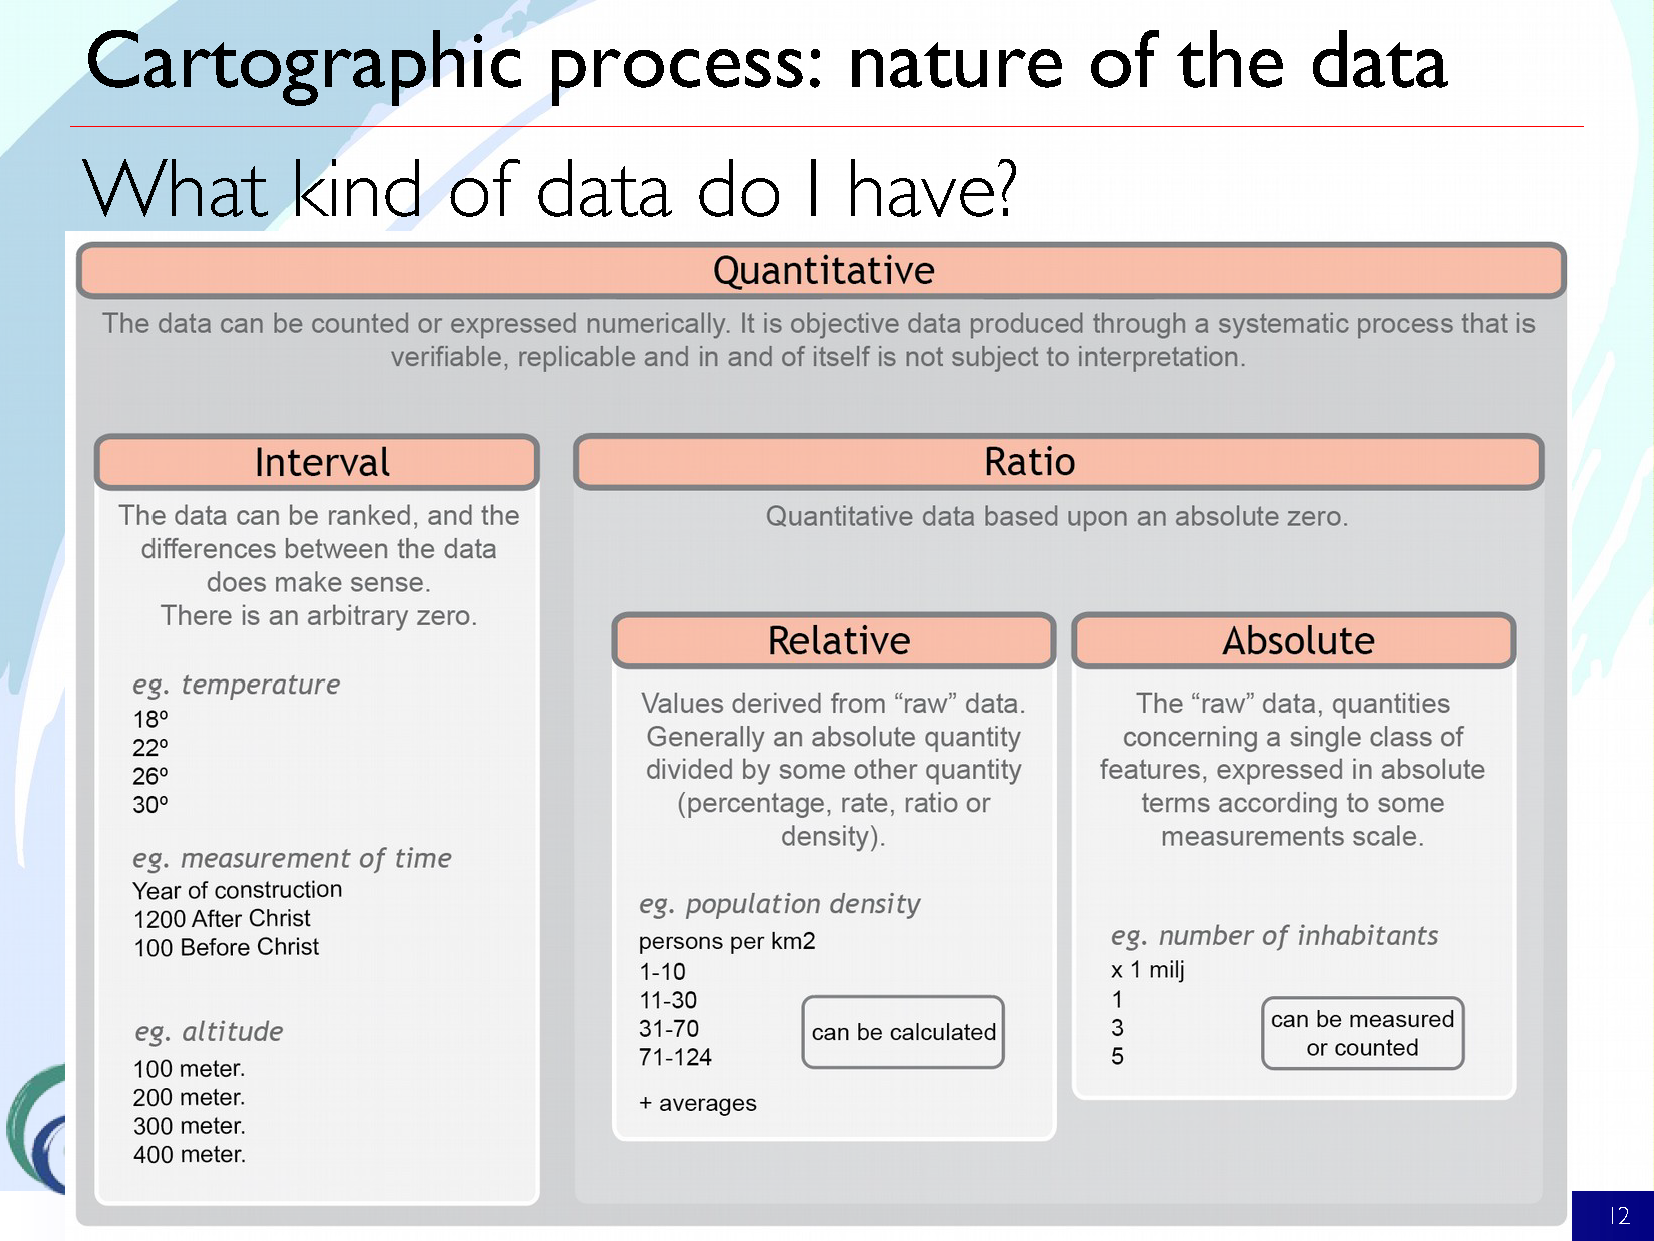 Cartographic process: nature of the data
What kind of data do I have?
Quantitative
The data can be counted or expressed numerically. It is objective data produced through a systematic process that is
verifiable, replicable and in and of itself is not subject to interpretation.
Interval
The data can be ranked, and the
differences between the data
does make sense.
There is an arbitrary zero.
eg. temperature
18º
22º
26º
30º
eg. measurement of time
Year of construction
1200 After Christ
100 Before Christ
eg. altitude
100 meter.
200 meter.
300 meter.
400 meter.
Ratio
Quantitative data based upon an absolute zero.
Relative
Values derived from “raw” data.
Generally an absolute quantity
divided by some other quantity
(percentage, rate, ratio or
density).
eg. population density
persons per km2
1-10
11-30
31-70
71-124
can be calculated
+ averages
Absolute
The “raw” data, quantities
concerning a single class of
features, expressed in absolute
terms according to some
measurements scale.
eg. number of inhabitants
x 1 milj
1
3
5
can be measured
or counted
12